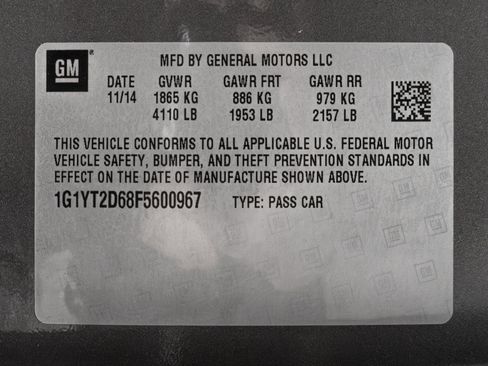 GM
MFD BY GENERAL MOTORS LLC
DATE GVWR GAWR FRT GAWR RR
11/14 1865 KG 886 KG 979 KG
4110 LB 1953 LB 2157 LB
THIS VEHICLE CONFORMS TO ALL APPLICABLE U.S. FEDERAL MOTOR
VEHICLE SAFETY, BUMPER, AND THEFT PREVENTION STANDARDS IN
EFFECT ON THE DATE OF MANUFACTURE SHOWN ABOVE.
1G1YT2D68F5600967 TYPE: PASS CAR